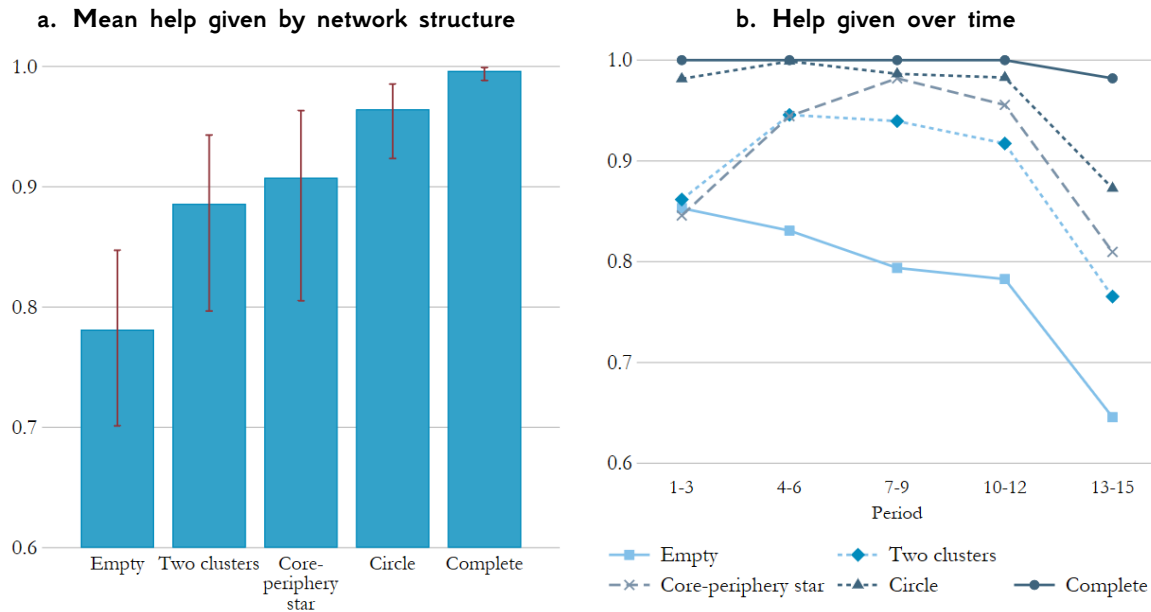 a. Mean help given by network structure
1.0
0.9
0.8
0.7
0.6
Empty
Two clusters
Core-
periphery
star
Circle
Complete
b. Help given over time
1.0
0.9
0.8
0.7
0.6
1-3
4-6
7-9
10-12
13-15
Period
Empty
Two clusters
Core-periphery star
Circle
Complete